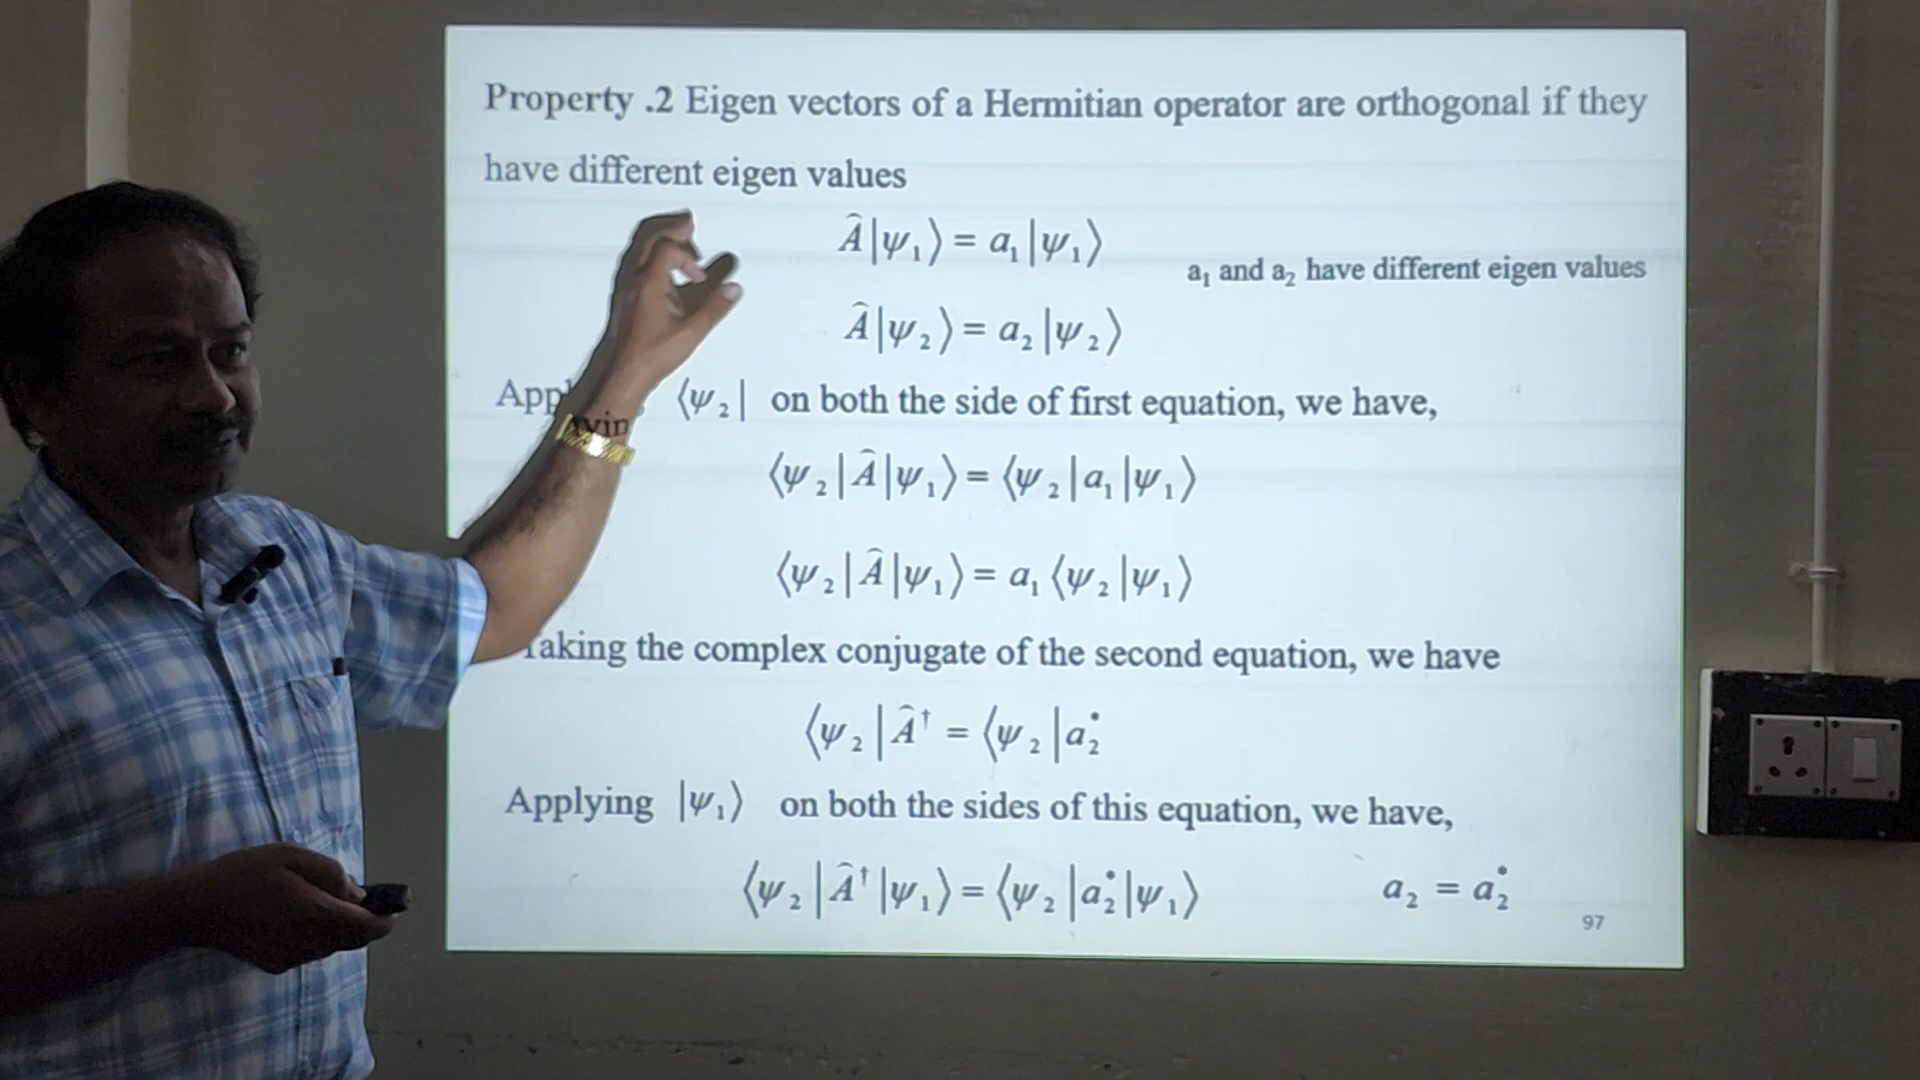 Property .2 Eigen vectors of a Hermitian operator are orthogonal if they
have different eigen values
Â|ψ₁⟩ = a₁|ψ₁⟩
a₁ and a₂ have different eigen values
Â|ψ₂⟩ = a₂|ψ₂⟩
⟨ψ₂| on both the side of first equation, we have,
⟨ψ₂|Â|ψ₁⟩ = ⟨ψ₂|a₁|ψ₁⟩
⟨ψ₂|Â|ψ₁⟩ = a₁⟨ψ₂|ψ₁⟩
Taking the complex conjugate of the second equation, we have
⟨ψ₂|Â† = ⟨ψ₂|a₂*
Applying |ψ₁⟩ on both the sides of this equation, we have,
⟨ψ₂|Â†|ψ₁⟩ = ⟨ψ₂|a₂*|ψ₁⟩ a₂ = a₂*
97